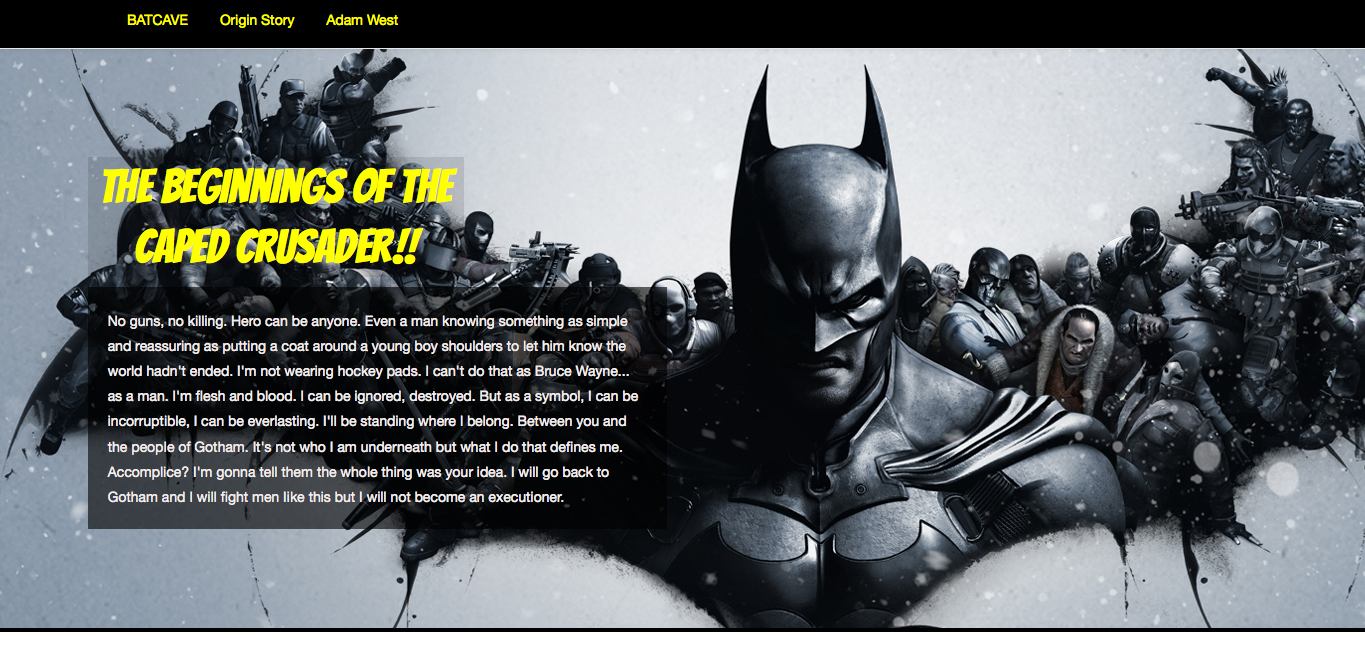 BATCAVE Origin Story Adam West
THE BEGINNINGS OF THE
CAPED CRUSADER!!
No guns, no killing. Hero can be anyone. Even a man knowing something as simple
and reassuring as putting a coat around a young boy shoulders to let him know the
world hadn't ended. I'm not wearing hockey pads. I can't do that as Bruce Wayne...
as a man. I'm flesh and blood. I can be ignored, destroyed. But as a symbol, I can be
incorruptible, I can be everlasting. I'll be standing where I belong. Between you and
the people of Gotham. It's not who I am underneath but what I do that defines me.
Accomplice? I'm gonna tell them the whole thing was your idea. I will go back to
Gotham and I will fight men like this but I will not become an executioner.